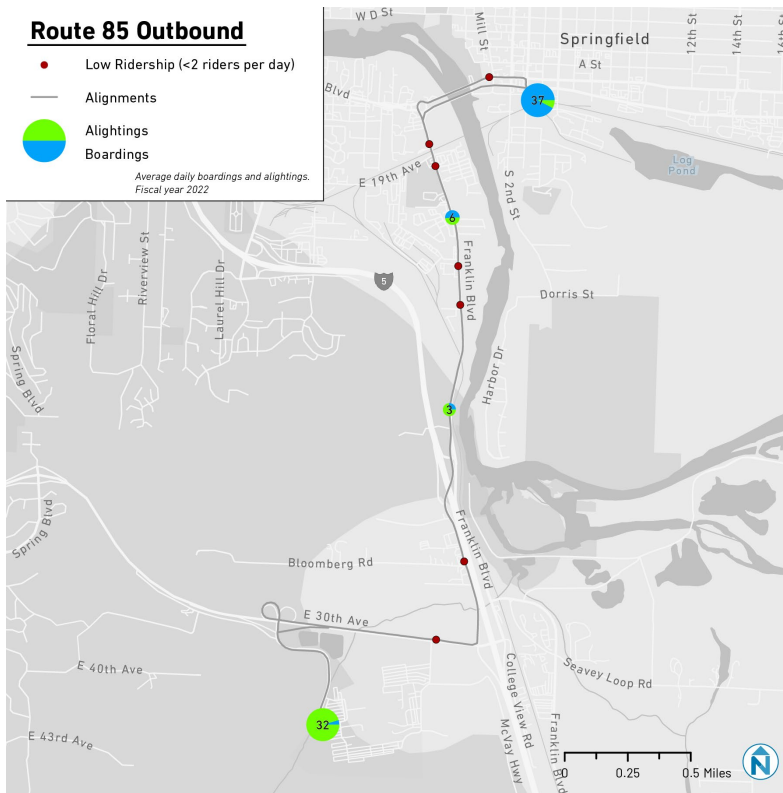 Route 85 Outbound
Low Ridership (<2 riders per day)
Alignments
Alightings
Boardings
Average daily boardings and alightings.
Fiscal year 2022
W D St
Mill St
Springfield
12th St
14th St
A St
Blvd
37
E 19th Ave
S 2nd St
Log
Pond
6
Franklin Blvd
5
Dorris St
Floral Hill Dr
Riverview St
Laurel Hill Dr
Harbor Dr
Spring Blvd
3
Spring Blvd
Franklin Blvd
Bloomberg Rd
E 30th Ave
E 40th Ave
Seavey Loop Rd
College View Rd
McVay Hwy
Franklin Blvd
32
E 43rd Ave
0 0.25 0.5 Miles
N